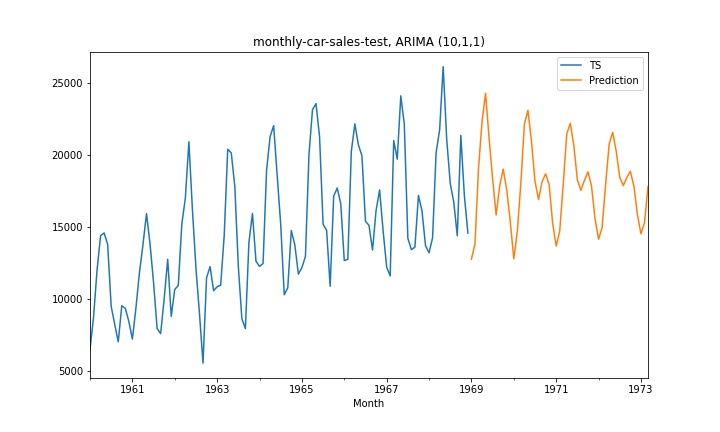 monthly-car-sales-test, ARIMA (10,1,1)
TS
Prediction
25000
20000
15000
10000
5000
1961 1963 1965 1967 1969 1971 1973
Month